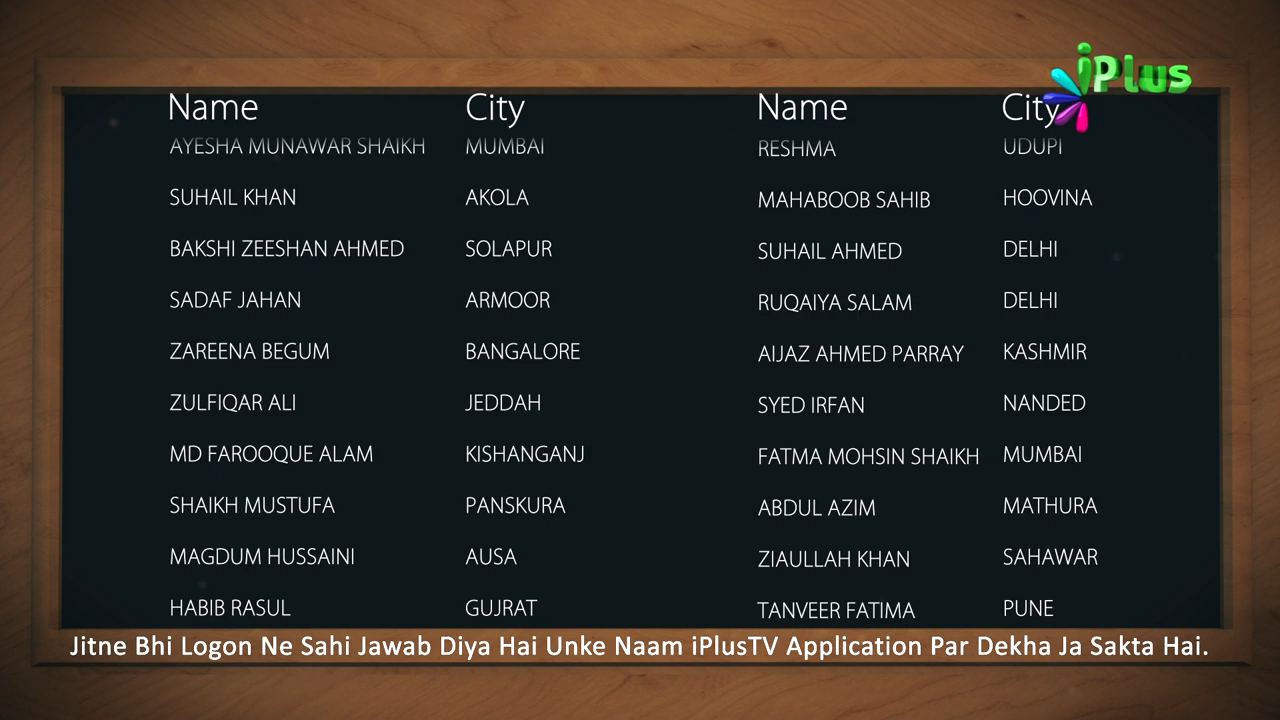 iPlus
Name City Name City
AYESHA MUNAWAR SHAIKH MUMBAI RESHMA UDUPI
SUHAIL KHAN AKOLA MAHABOOB SAHIB HOOVINA
BAKSHI ZEESHAN AHMED SOLAPUR SUHAIL AHMED DELHI
SADAF JAHAN ARMOOR RUQAIYA SALAM DELHI
ZAREENA BEGUM BANGALORE AIJAZ AHMED PARRAY KASHMIR
ZULFIQAR ALI JEDDAH SYED IRFAN NANDED
MD FAROOQUE ALAM KISHANGANJ FATMA MOHSIN SHAIKH MUMBAI
SHAIKH MUSTUFA PANSKURA ABDUL AZIM MATHURA
MAGDUM HUSSAINI AUSA ZIAULLAH KHAN SAHAWAR
HABIB RASUL GUJRAT TANVEER FATIMA PUNE
Jitne Bhi Logon Ne Sahi Jawab Diya Hai Unke Naam iPlusTV Application Par Dekha Ja Sakta Hai.